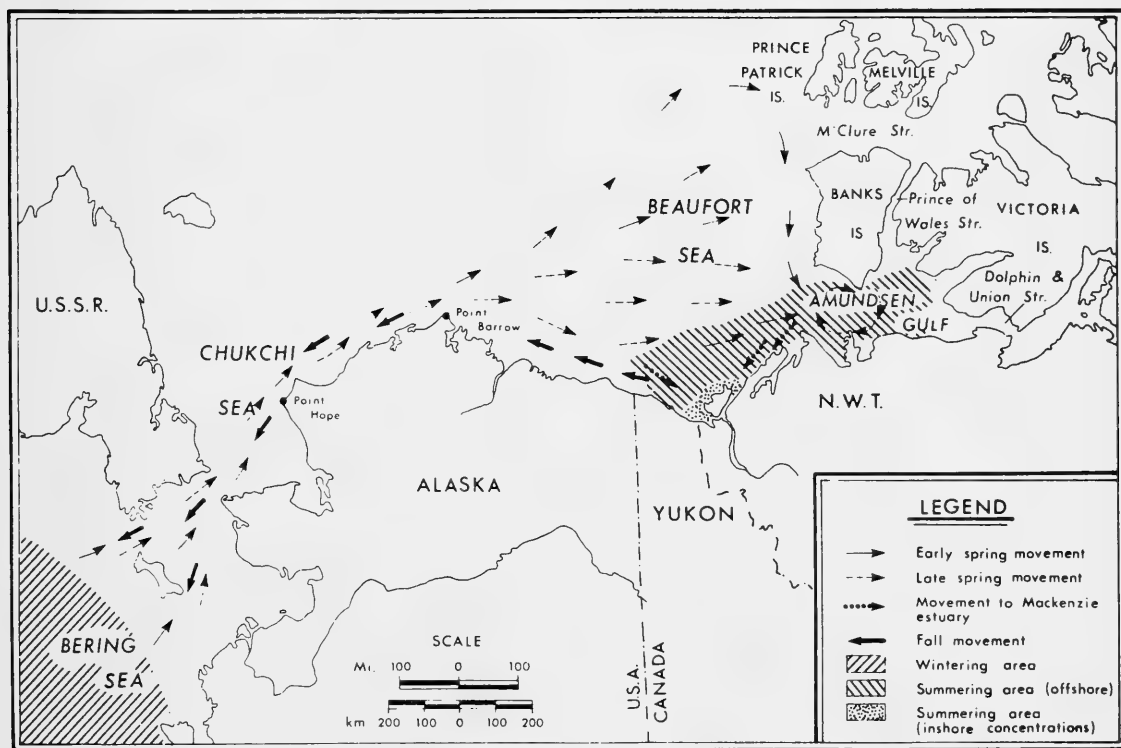 PRINCE
PATRICK
IS.
MELVILLE
IS.
M'Clure Str.
BANKS
IS
Prince of
Wales Str.
VICTORIA
IS.
Dolphin &
Union Str.
BEAUFORT
SEA
AMUNDSEN
GULF
U.S.S.R.
Point
Barrow
CHUKCHI
SEA
Point
Hope
N.W.T.
ALASKA
YUKON
BERING
SEA
U.S.A.
CANADA
SCALE
Mi. 100 0 100
km 200 100 0 100 200
LEGEND
Early spring movement
Late spring movement
Movement to Mackenzie
estuary
Fall movement
Wintering area
Summering area (offshore)
Summering area
(inshore concentrations)